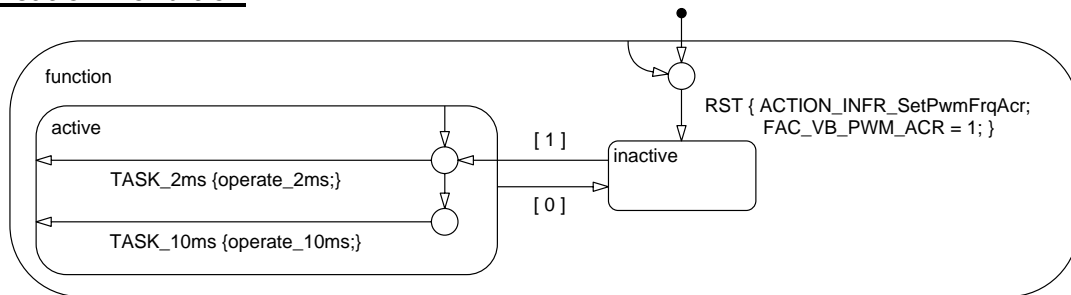 function
RST { ACTION_INFR_SetPwmFrqAcr;
FAC_VB_PWM_ACR = 1; }
active
[ 1 ]
inactive
TASK_2ms {operate_2ms;}
[ 0 ]
TASK_10ms {operate_10ms;}